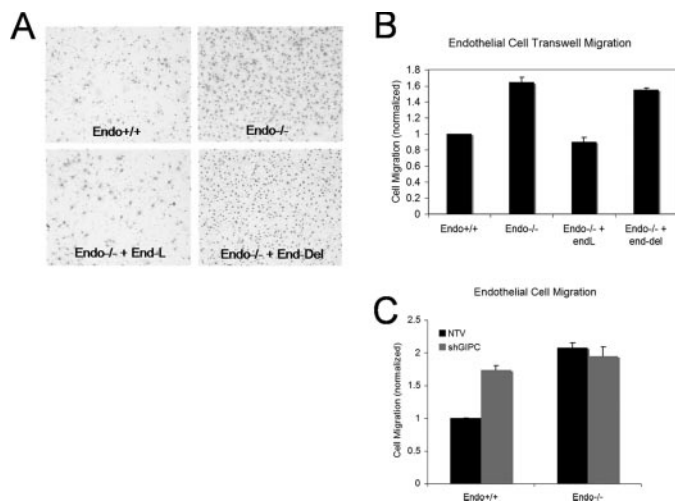 A
Endo+/+
Endo-/-
Endo-/- + End-L
Endo-/- + End-Del
B
Endothelial Cell Transwell Migration
Cell Migration (normalized)
1.8
1.6
1.4
1.2
1
0.8
0.6
0.4
0.2
0
Endo+/+
Endo-/-
Endo-/- +
endL
Endo-/- +
end-del
C
Endothelial Cell Migration
Cell Migration (normalized)
2.5
2
1.5
1
0.5
0
NTV
shGIPC
Endo+/+
Endo-/-